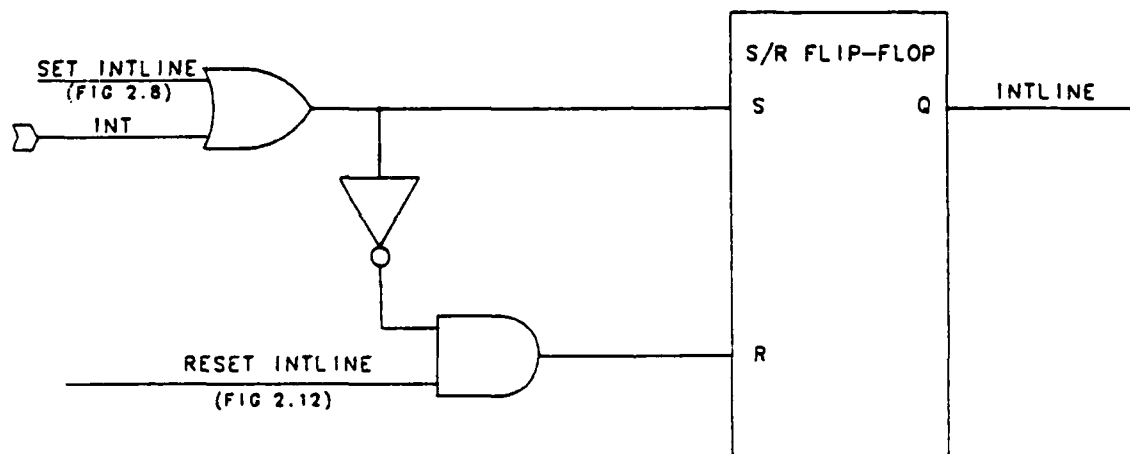 S/R FLIP-FLOP
SET INTLINE
(FIG 2.8)
INT
S
Q
INTLINE
RESET INTLINE
(FIG 2.12)
R